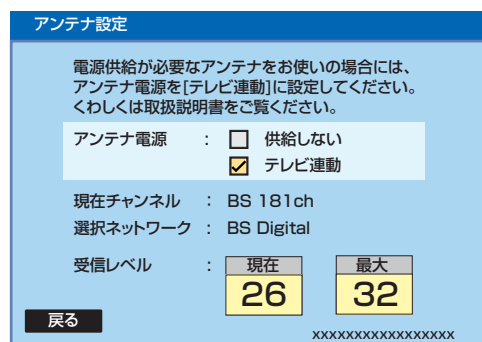 アンテナ設定
電源供給が必要なアンテナをお使いの場合には、
アンテナ電源を[テレビ連動]に設定してください。
くわしくは取扱説明書をご覧ください。
アンテナ電源 : 供給しない
テレビ連動
現在チャンネル : BS 181ch
選択ネットワーク : BS Digital
受信レベル : 現在 最大
26 32
戻る
xxxxxxxxxxxxxxxxx